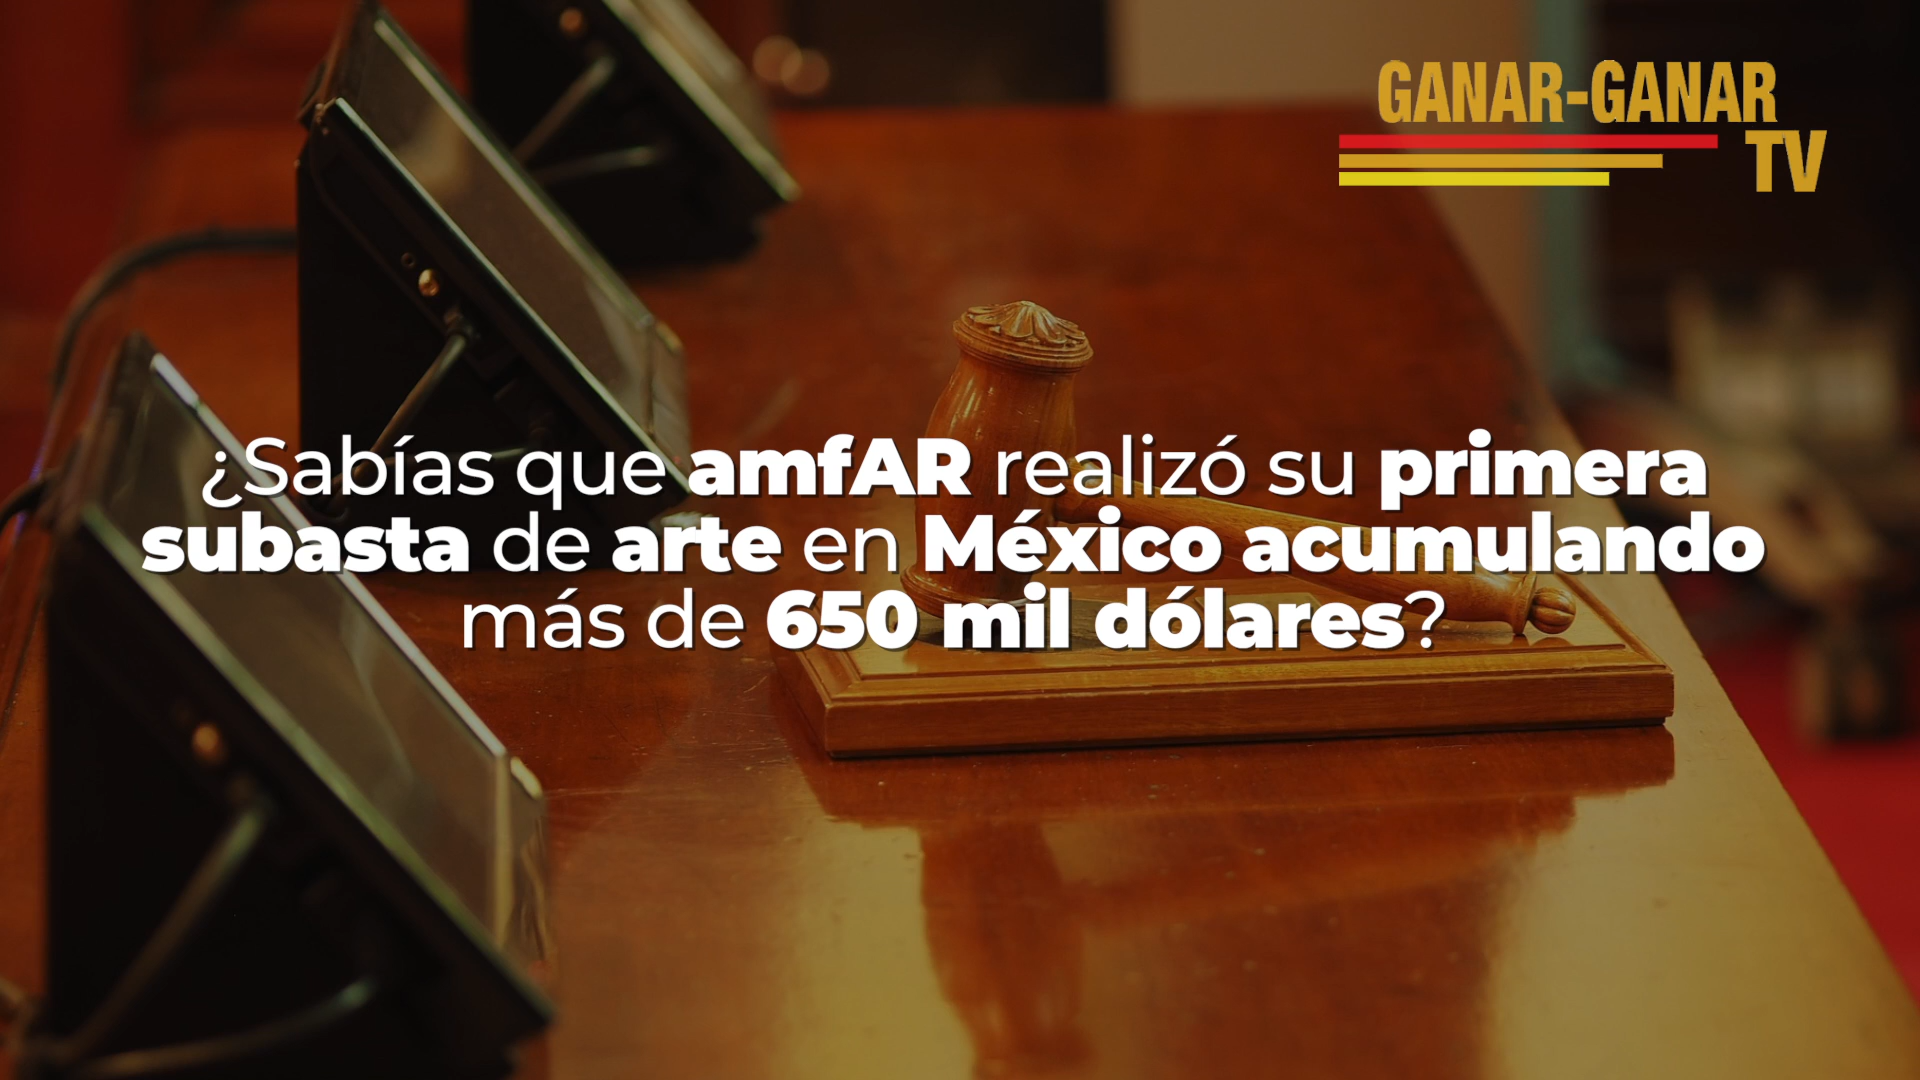 GANAR-GANAR
TV
¿Sabías que amfAR realizó su primera
subasta de arte en México acumulando
más de 650 mil dólares?